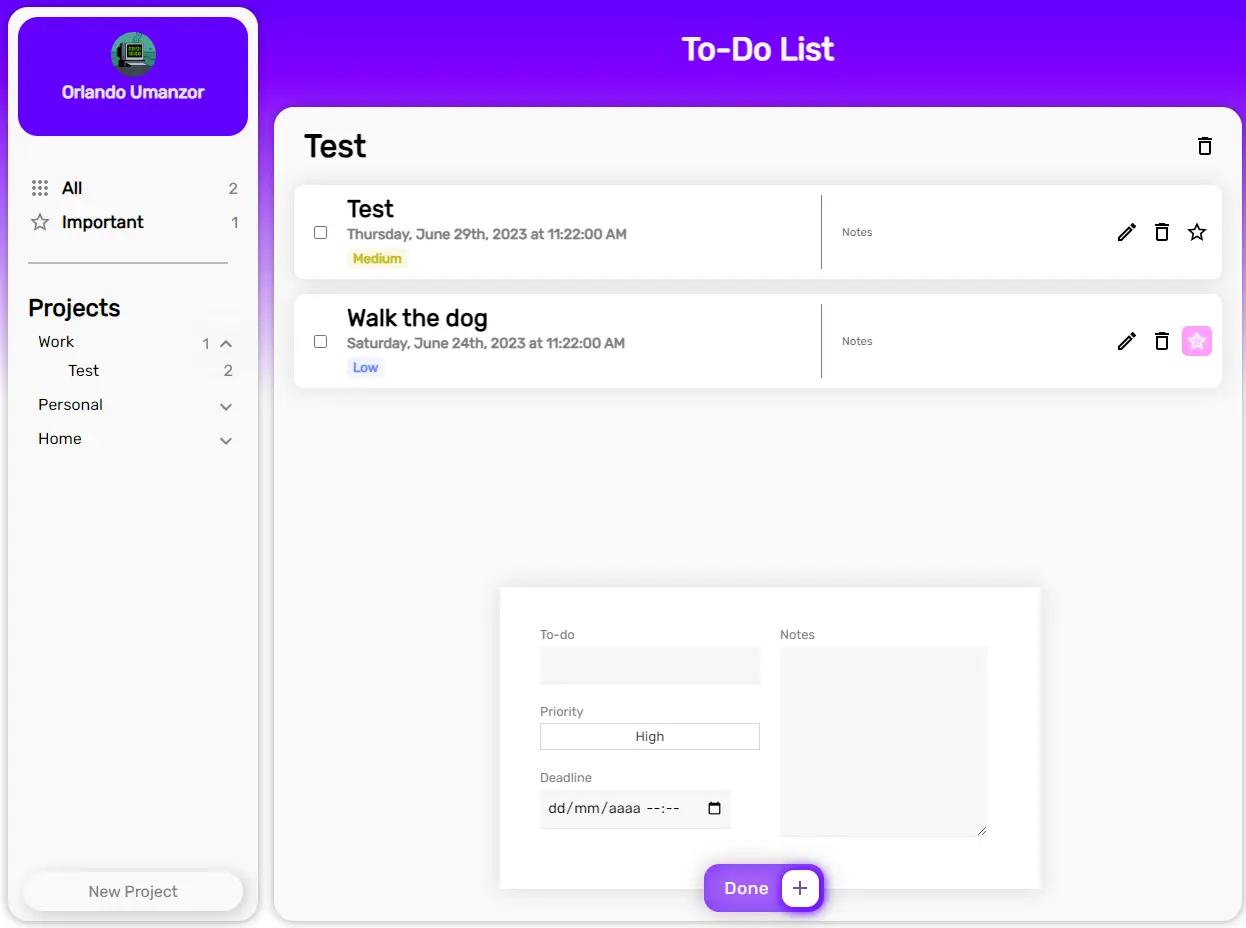 Orlando Umanzor
All 2
Important 1
Projects
Work 1
Test 2
Personal
Home
New Project
To-Do List
Test
Test
Thursday, June 29th, 2023 at 11:22:00 AM
Medium
Notes
Walk the dog
Saturday, June 24th, 2023 at 11:22:00 AM
Low
Notes
To-do
Priority
High
Deadline
dd/mm/aaaa --:--
Notes
Done +